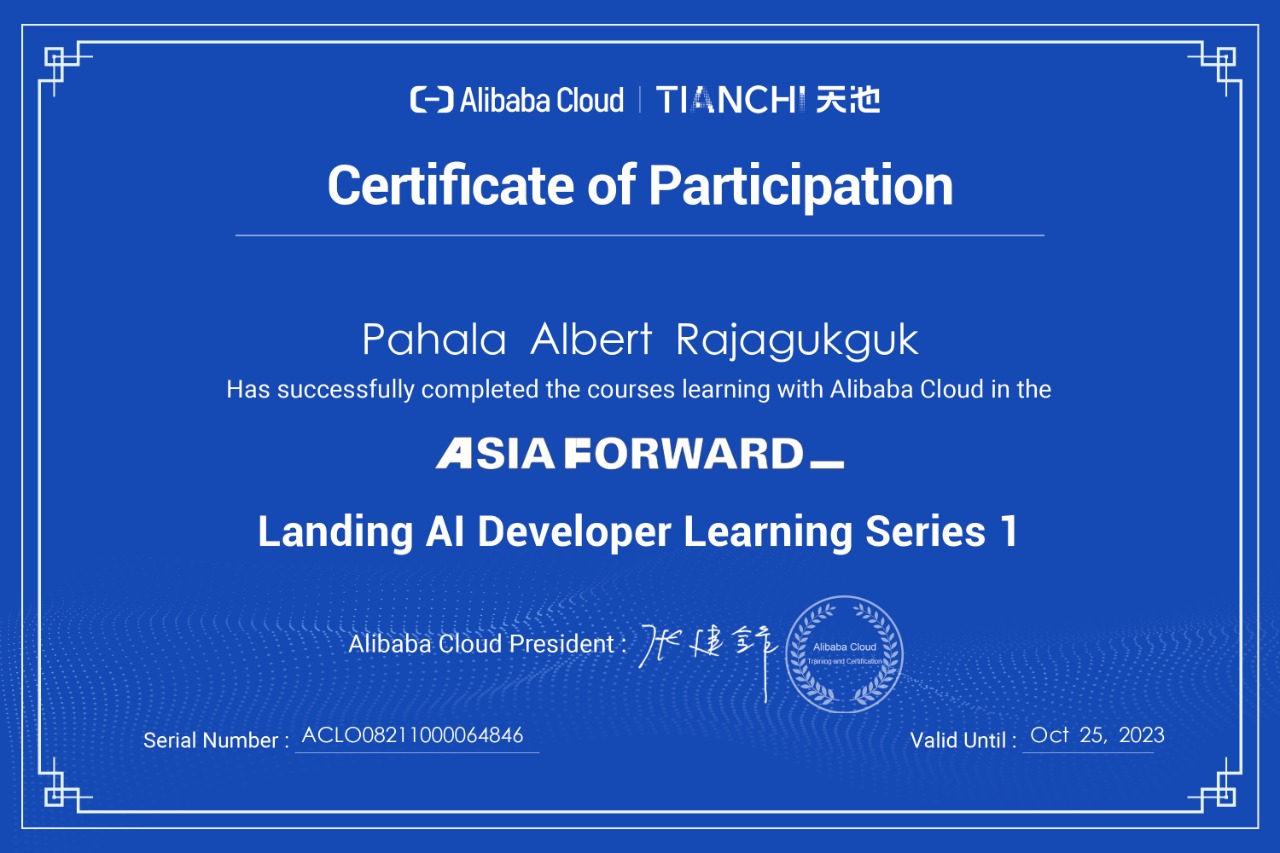 Alibaba Cloud | TIANCHI 天池
Certificate of Participation
Pahala Albert Rajagukguk
Has successfully completed the courses learning with Alibaba Cloud in the
ASIA FORWARD_
Landing AI Developer Learning Series 1
Alibaba Cloud President : 张建锋
Alibaba Cloud
Training and Certification
Serial Number : ACLO08211000064846
Valid Until : Oct 25, 2023